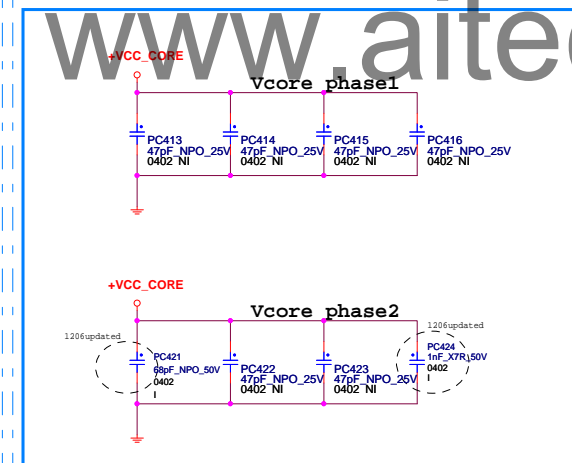 www.aite
+VCC_CORE
Vcore phase1
PC413
47pF_NPO_25V
0402_NI
PC414
47pF_NPO_25V
0402_NI
PC415
47pF_NPO_25V
0402_NI
PC416
47pF_NPO_25V
0402_NI
+VCC_CORE
Vcore phase2
1206updated
PC421
68pF_NPO_50V
0402
I
PC422
47pF_NPO_25V
0402_NI
PC423
47pF_NPO_25V
0402_NI
1206updated
PC424
1nF_X7R_50V
0402
I